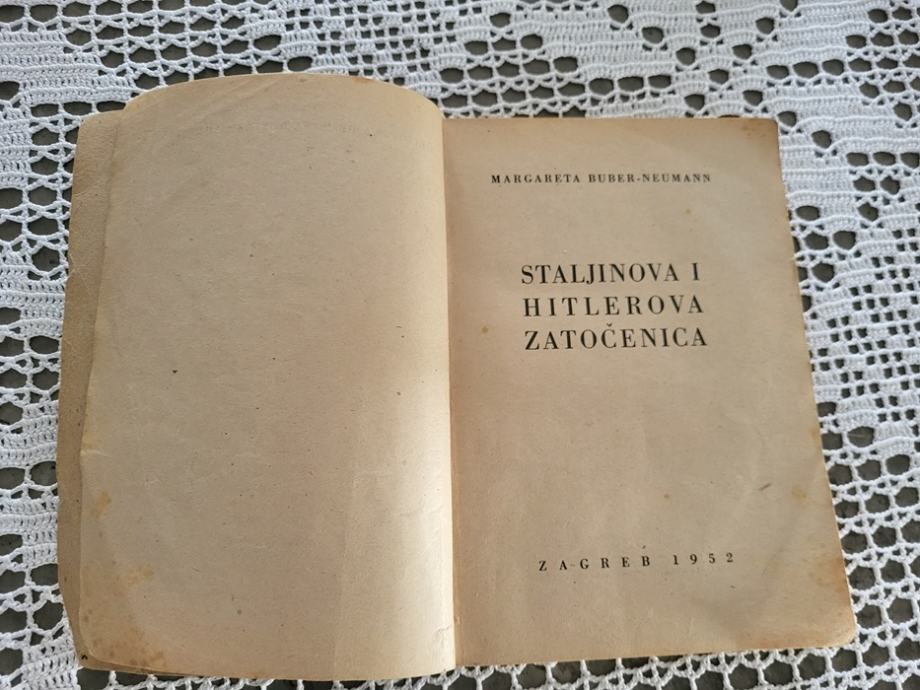 MARGARETA BUBER-NEUMANN
STALJINOVA I
HITLEROVA
ZATOČENICA
ZAGREB 1952